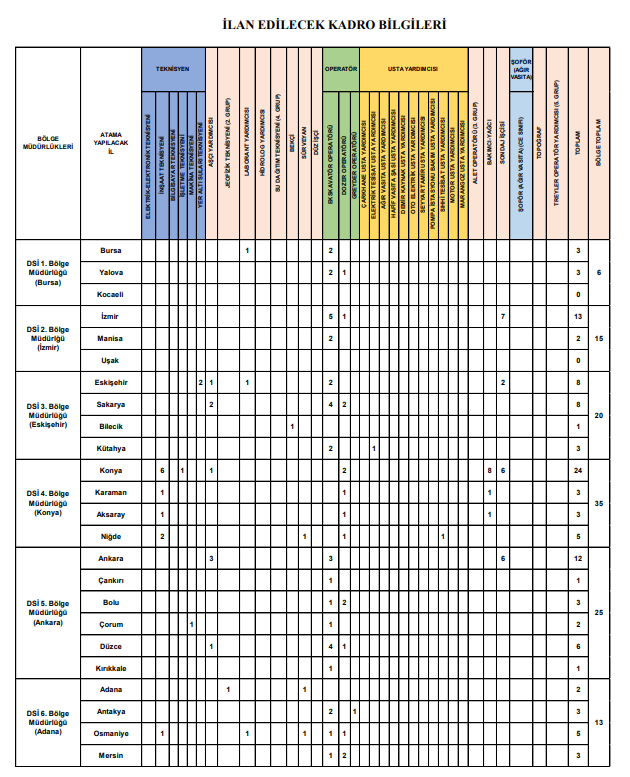 İLAN EDİLECEK KADRO BİLGİLERİ
BÖLGE MÜDÜRLÜKLERİ
ATAMA YAPILACAK İL
TEKNİSYEN
OPERATÖR
USTA YARDIMCISI
ŞOFÖR (AĞIR VASITA)
ELEKTRİK-ELEKTRONİK TEKNİSYENİ
İNŞAAT TEKNİSYENİ
BİLGİSAYAR TEKNİSYENİ
İŞLETME TEKNİSYENİ
MAKİNA TEKNİSYENİ
YER ALTI SULARI TEKNİSYENİ
AŞÇI YARDIMCISI
JEOFİZİK TEKNİSYENİ (2. GRUP)
LABORANT YARDIMCISI
HİDROLOG YARDIMCISI
SU DAĞITIM TEKNİSYENİ (4. GRUP)
BEKÇİ
SÜRVEYAN
DÜZ İŞÇİ
EKSKAVATÖR OPERATÖRÜ
DOZER OPERATÖRÜ
GREYDER OPERATÖRÜ
ÇARKHANE USTA YARDIMCISI
ELEKTRİK TESİSAT USTA YARDIMCISI
AĞIR VASITA USTA YARDIMCISI
HAFİF VASITA ŞASİ USTA YARDIMCISI
DEMİR KAYNAK USTA YARDIMCISI
OTO ELEKTRİK USTA YARDIMCISI
SEYYAR TAMİR USTA YARDIMCISI
POMPA İSTASYONU BAKIM USTA YARDIMCISI
SIHHİ TESİSAT USTA YARDIMCISI
MOTOR USTA YARDIMCISI
MARANGOZ USTA YARDIMCISI
ALET OPERATÖRÜ (3. GRUP)
BAKIMCI-YAĞCI
SONDAJ İŞÇİSİ
ŞOFÖR (AĞIR VASITA) (CE SINIFI)
TOPOĞRAF
TREYLER OPERATÖR YARDIMCISI (5. GRUP)
TOPLAM
BÖLGE TOPLAM
DSİ 1. Bölge Müdürlüğü (Bursa)
Bursa 1 2 3
Yalova 2 1 3
Kocaeli 0
6
DSİ 2. Bölge Müdürlüğü (İzmir)
İzmir 5 1 7 13
Manisa 2 2
Uşak 0
15
DSİ 3. Bölge Müdürlüğü (Eskişehir)
Eskişehir 2 1 1 2 2 8
Sakarya 2 4 2 8
Bilecik 1 1
Kütahya 2 1 3
20
DSİ 4. Bölge Müdürlüğü (Konya)
Konya 6 1 1 2 8 6 24
Karaman 1 1 1 3
Aksaray 1 1 1 3
Niğde 2 1 1 1 5
35
DSİ 5. Bölge Müdürlüğü (Ankara)
Ankara 3 3 6 12
Çankırı 1 1
Bolu 1 2 3
Çorum 1 1 2
Düzce 1 4 1 6
Kırıkkale 1 1
25
DSİ 6. Bölge Müdürlüğü (Adana)
Adana 1 1 2
Antakya 2 1 3
Osmaniye 1 1 1 1 1 5
Mersin 1 2 3
13